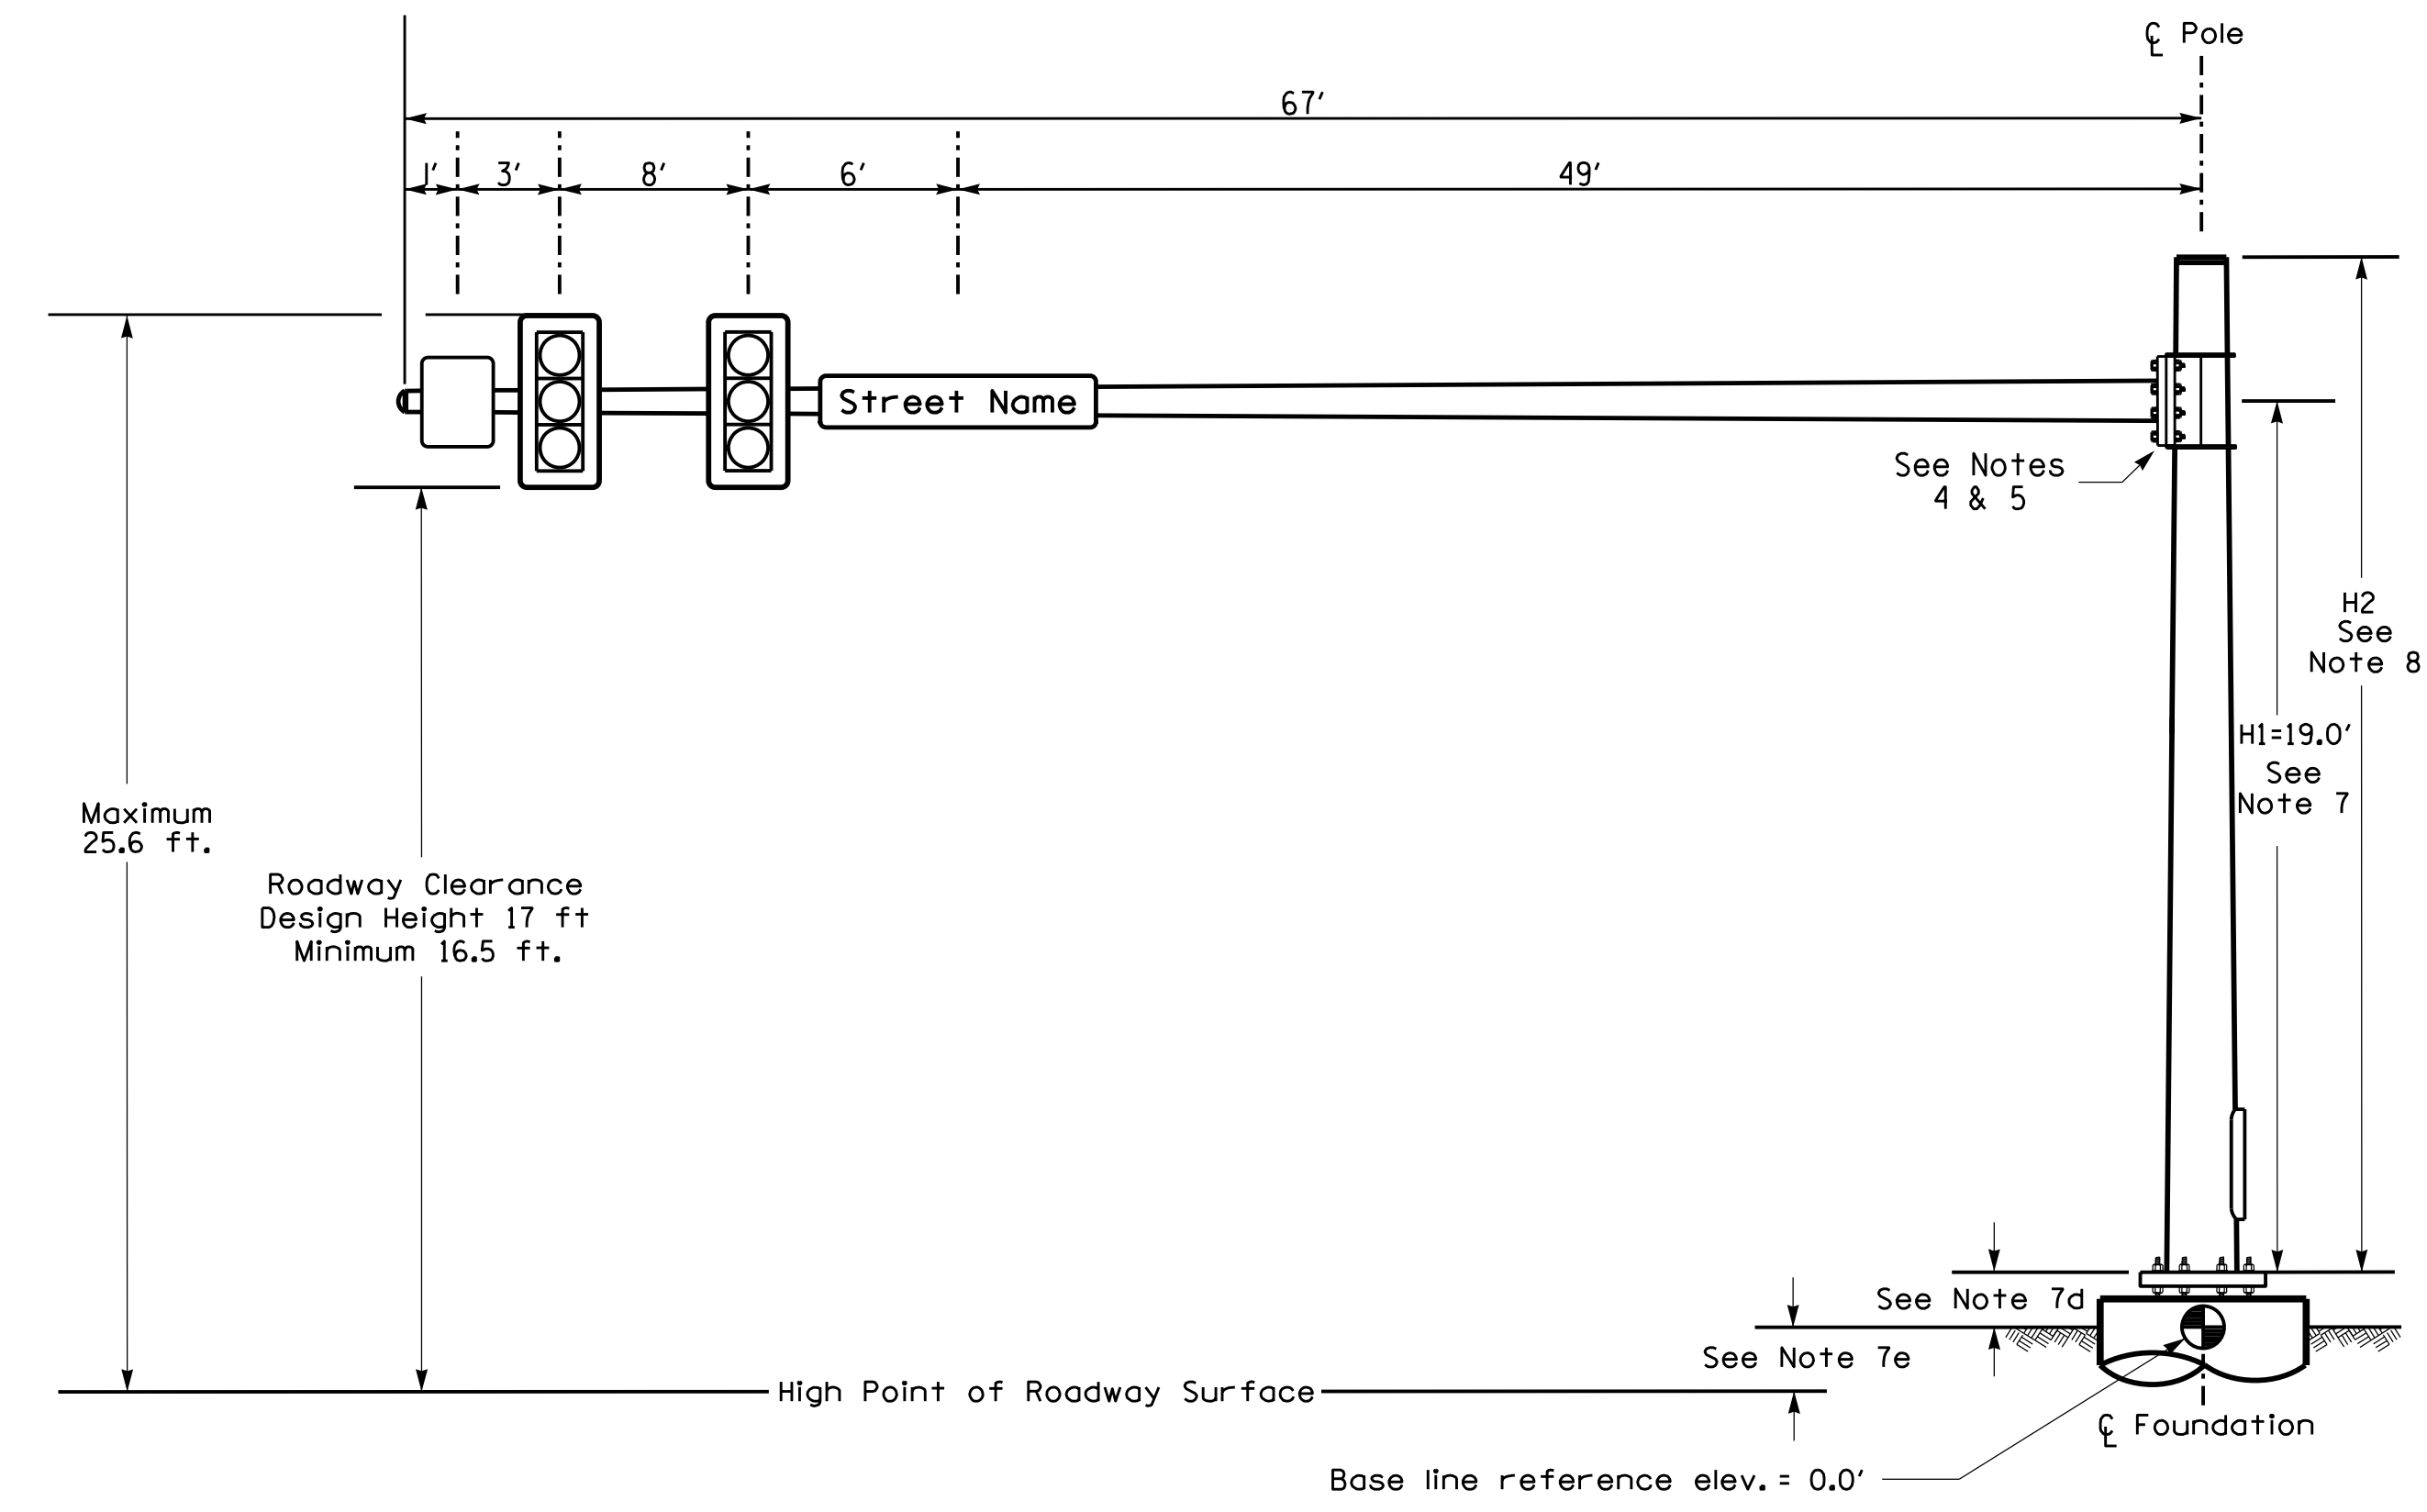 ℄ Pole
67'
1' 3' 8' 6' 49'
Street Name
See Notes
4 & 5
H2
See
Note 8
H1=19.0'
See
Note 7
Maximum
25.6 ft.
Roadway Clearance
Design Height 17 ft
Minimum 16.5 ft.
See Note 7d
See Note 7e
High Point of Roadway Surface
℄ Foundation
Base line reference elev. = 0.0'